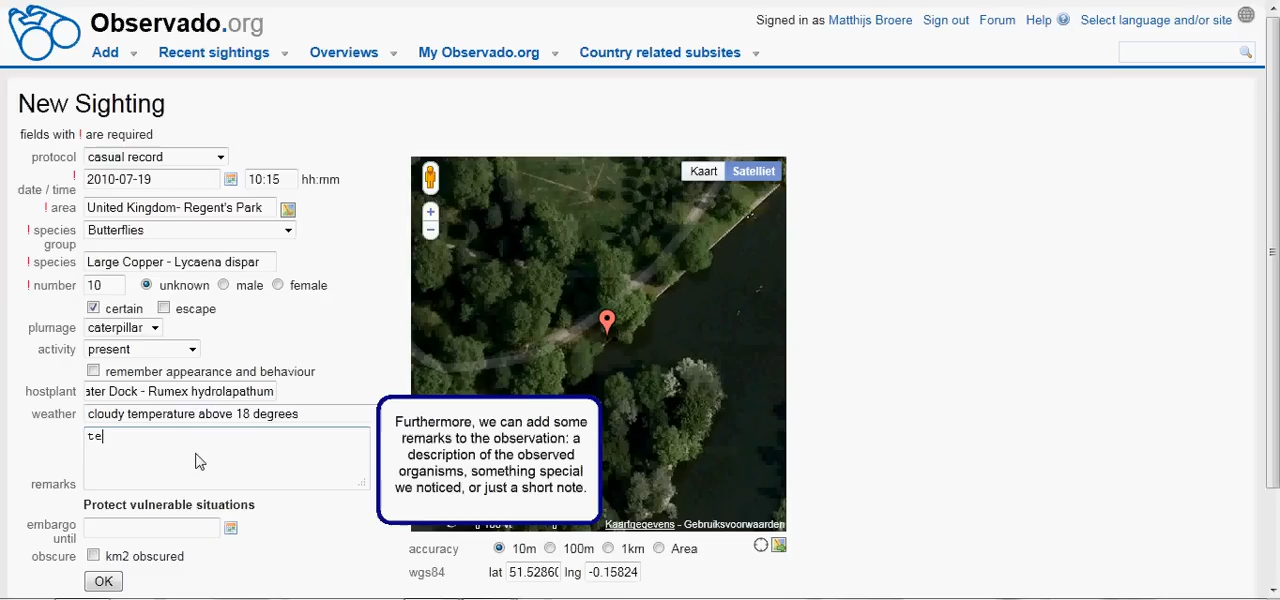 Observado.org
Signed in as Matthijs Broere Sign out Forum Help Select language and/or site
Add Recent sightings Overviews My Observado.org Country related subsites
New Sighting
fields with ! are required
protocol casual record
! date / time 2010-07-19 10:15 hh:mm
! area United Kingdom- Regent's Park
! species group Butterflies
! species Large Copper - Lycaena dispar
! number 10 unknown male female
certain escape
plumage caterpillar
activity present
remember appearance and behaviour
hostplant ater Dock - Rumex hydrolapathum
weather cloudy temperature above 18 degrees
te
remarks
Protect vulnerable situations
embargo until
obscure km2 obscured
OK
Kaart Satelliet
+
−
Furthermore, we can add some
remarks to the observation: a
description of the observed
organisms, something special
we noticed, or just a short note.
Kaartgegevens - Gebruiksvoorwaarden
accuracy 10m 100m 1km Area
wgs84 lat 51.5286( lng -0.15824